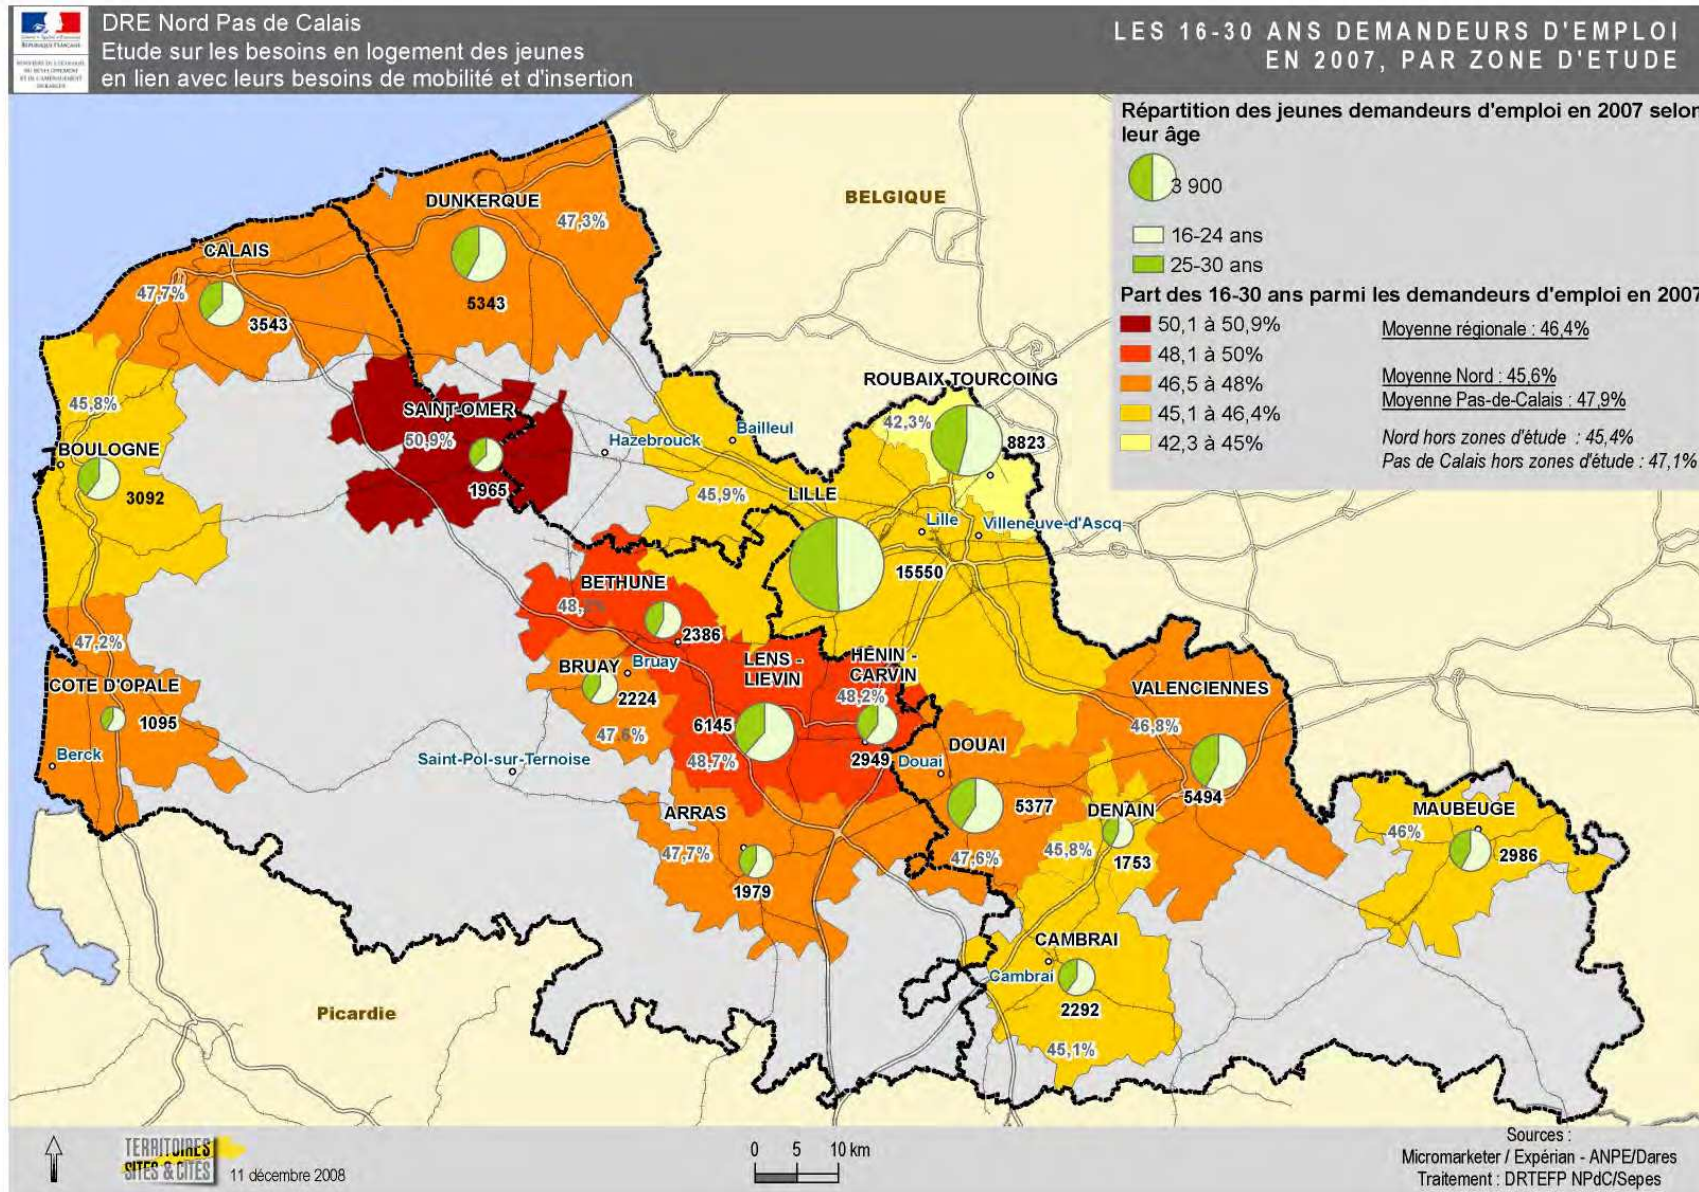 DRE Nord Pas de Calais
Etude sur les besoins en logement des jeunes
en lien avec leurs besoins de mobilité et d'insertion
LES 16-30 ANS DEMANDEURS D'EMPLOI
EN 2007, PAR ZONE D'ETUDE
RÉPUBLIQUE FRANÇAISE
Répartition des jeunes demandeurs d'emploi en 2007 selon
leur âge
3 900
16-24 ans
25-30 ans
Part des 16-30 ans parmi les demandeurs d'emploi en 2007
50,1 à 50,9%
48,1 à 50%
46,5 à 48%
45,1 à 46,4%
42,3 à 45%
Moyenne régionale : 46,4%
Moyenne Nord : 45,6%
Moyenne Pas-de-Calais : 47,9%
Nord hors zones d'étude : 45,4%
Pas de Calais hors zones d'étude : 47,1%
BELGIQUE
DUNKERQUE
47,3%
5343
CALAIS
47,7%
3543
ROUBAIX TOURCOING
42,3%
8823
SAINT-OMER
50,9%
1965
45,8%
BOULOGNE
3092
Hazebrouck
Bailleul
45,9%
LILLE
Lille
Villeneuve-d'Ascq
15550
BETHUNE
48,
2386
47,2%
COTE D'OPALE
1095
Berck
BRUAY
Bruay
2224
47,6%
LENS -
LIEVIN
6145
48,7%
HÉNIN -
CARVIN
48,2%
2949
Saint-Pol-sur-Ternoise
VALENCIENNES
46,8%
5494
DOUAI
Douai
5377
47,6%
DENAIN
45,8%
1753
MAUBEUGE
46%
2986
ARRAS
47,7%
1979
CAMBRAI
Cambrai
2292
45,1%
Picardie
TERRITOIRES
SITES & CITÉS
11 décembre 2008
0 5 10 km
Sources :
Micromarketer / Expérian - ANPE/Dares
Traitement : DRTEFP NPdC/Sepes